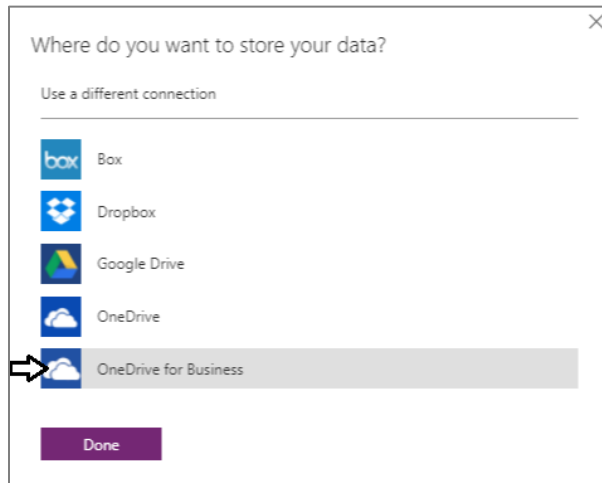 Where do you want to store your data?
Use a different connection
box Box
Dropbox
Google Drive
OneDrive
OneDrive for Business
Done